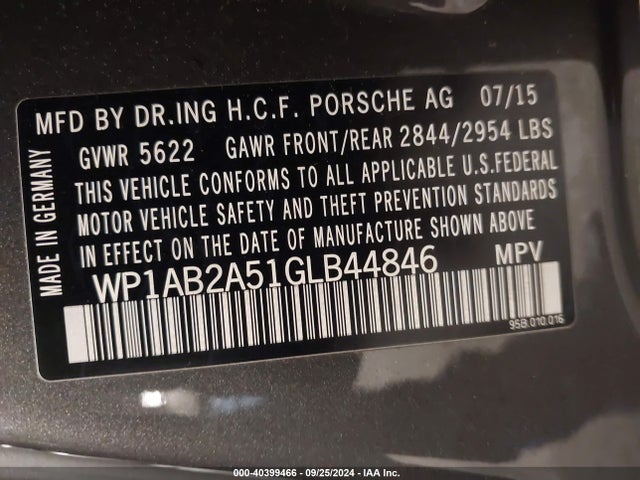 MFD BY DR.ING H.C.F. PORSCHE AG 07/15
GVWR 5622 GAWR FRONT/REAR 2844/2954 LBS
THIS VEHICLE CONFORMS TO ALL APPLICABLE U.S.FEDERAL
MOTOR VEHICLE SAFETY AND THEFT PREVENTION STANDARDS
IN EFFECT ON THE DATE OF MANUFACTURE SHOWN ABOVE
WP1AB2A51GLB44846 MPV
95B.010.016
MADE IN GERMANY
000-40399466 - 09/25/2024 - IAA Inc.